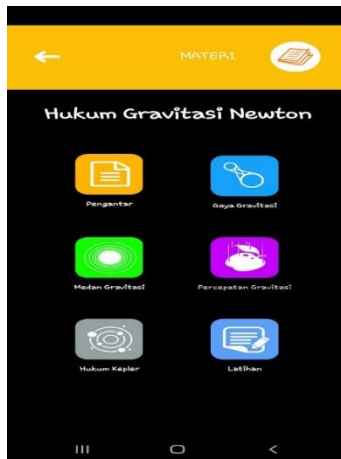 MATERI
Hukum Gravitasi Newton
Pengantar
Gaya Gravitasi
Medan Gravitasi
Percepatan Gravitasi
Hukum Kepler
Latihan